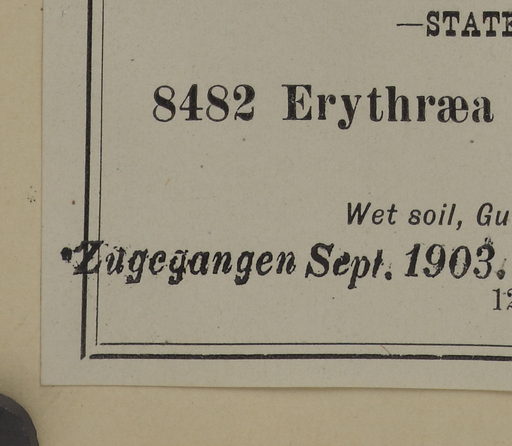 —STATE
8482 Erythræa
Wet soil, Gu
Zugegangen Sept. 1903.
12